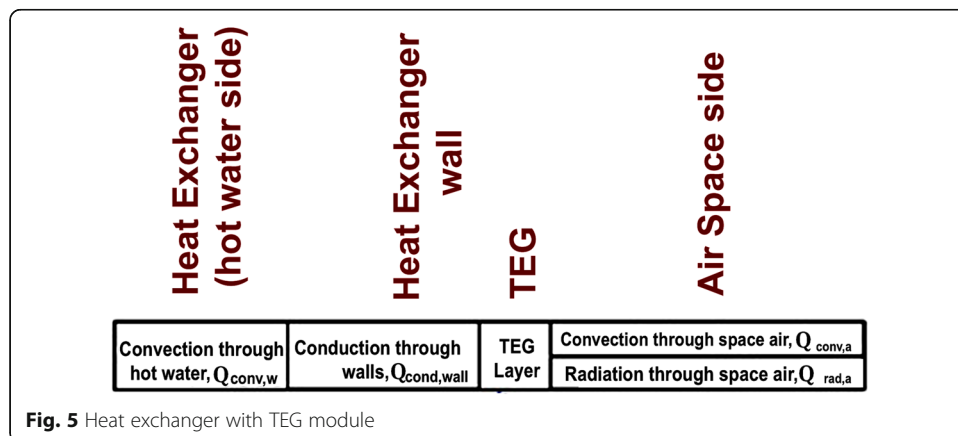 Heat Exchanger
(hot water side)
Heat Exchanger
wall
TEG
Air Space side
Convection through
hot water, Qconv,w
Conduction through
walls, Qcond,wall
TEG
Layer
Convection through space air, Q conv,a
Radiation through space air, Q rad,a
Fig. 5 Heat exchanger with TEG module